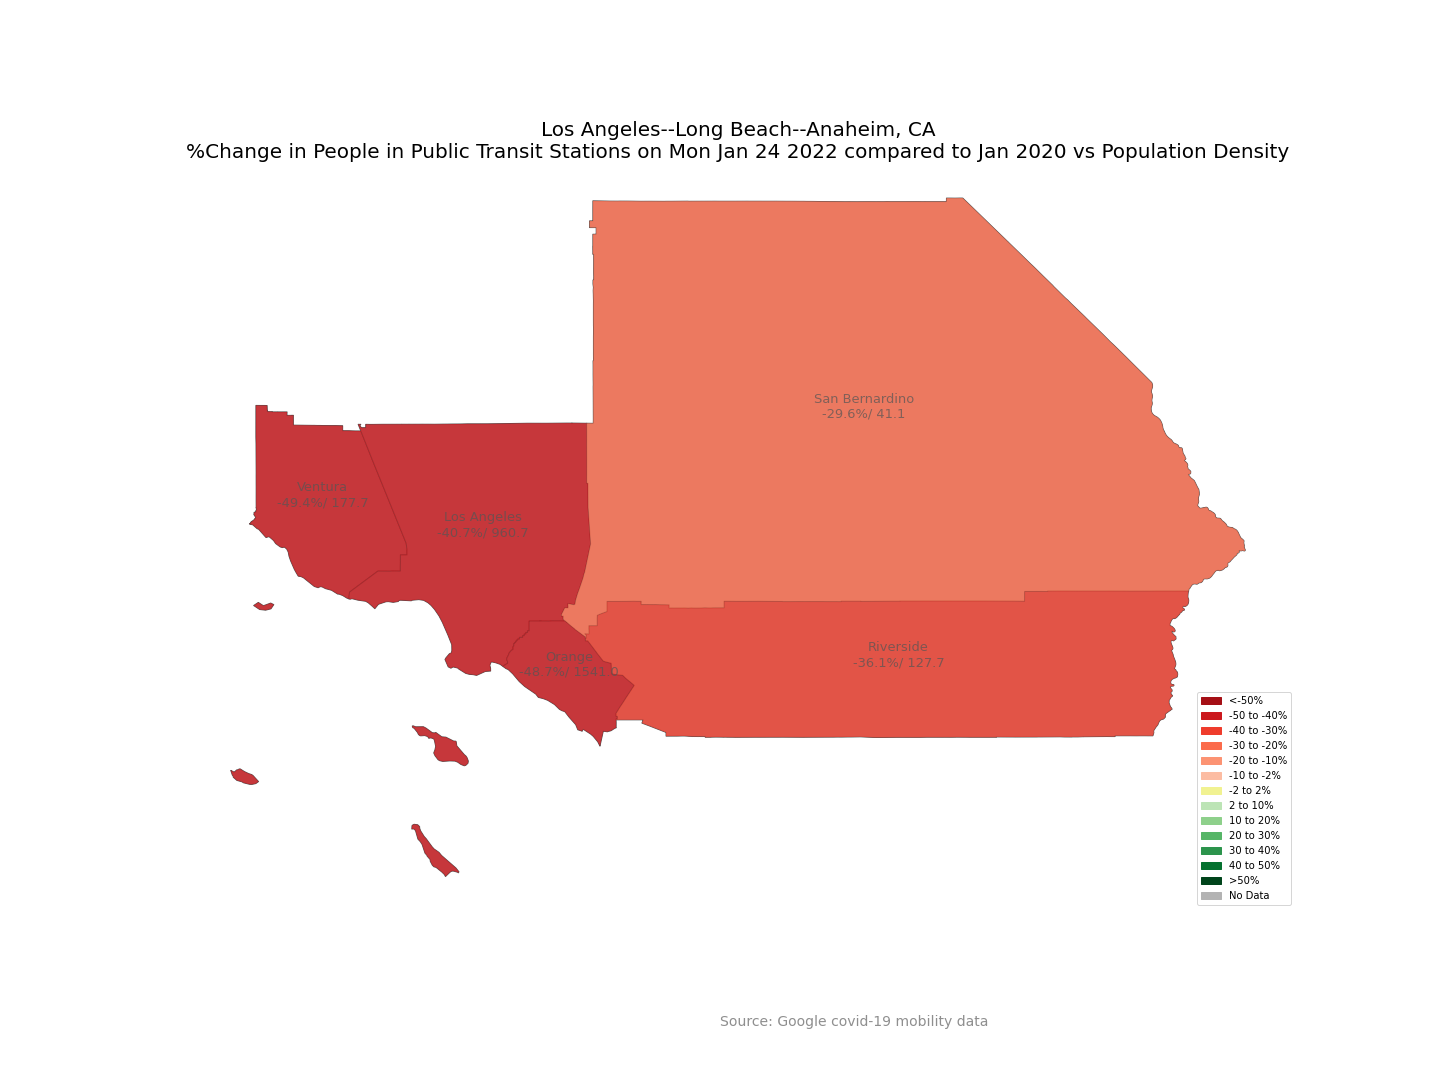 Los Angeles--Long Beach--Anaheim, CA
%Change in People in Public Transit Stations on Mon Jan 24 2022 compared to Jan 2020 vs Population Density
San Bernardino
-29.6%/ 41.1
Ventura
-49.4%/ 177.7
Los Angeles
-40.7%/ 960.7
Orange
-48.7%/ 1541.0
Riverside
-36.1%/ 127.7
<-50%
-50 to -40%
-40 to -30%
-30 to -20%
-20 to -10%
-10 to -2%
-2 to 2%
2 to 10%
10 to 20%
20 to 30%
30 to 40%
40 to 50%
>50%
No Data
Source: Google covid-19 mobility data